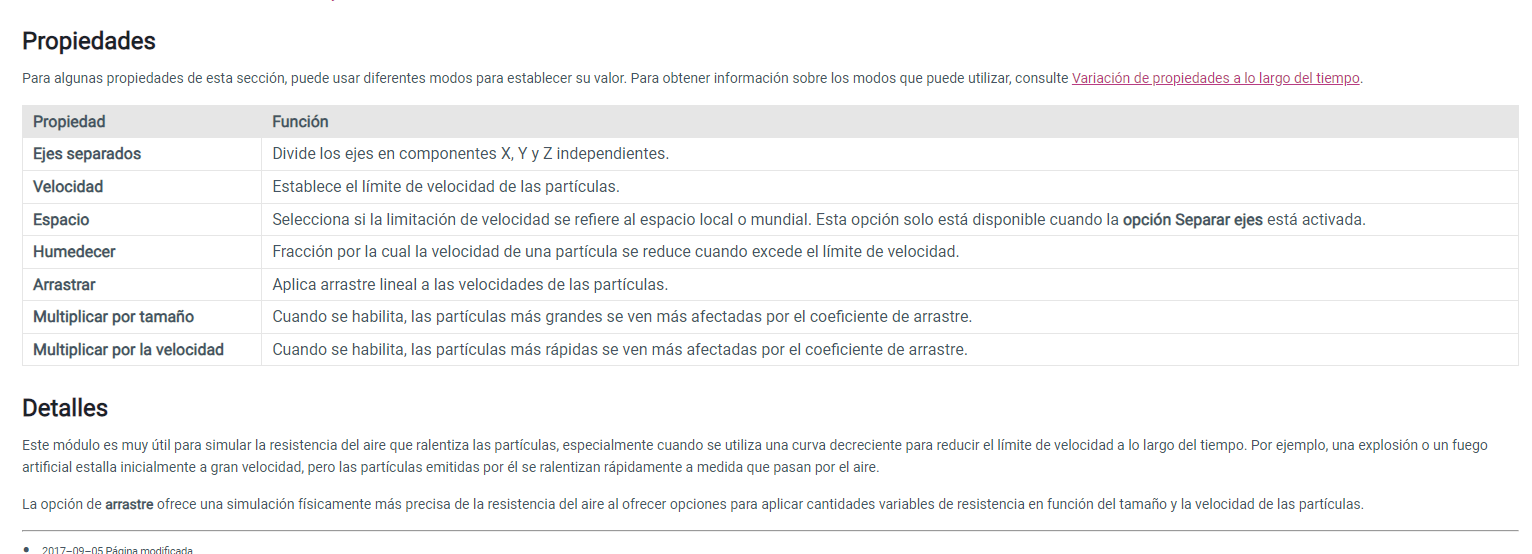 Propiedades
Para algunas propiedades de esta sección, puede usar diferentes modos para establecer su valor. Para obtener información sobre los modos que puede utilizar, consulte Variación de propiedades a lo largo del tiempo.
Propiedad Función
Ejes separados Divide los ejes en componentes X, Y y Z independientes.
Velocidad Establece el límite de velocidad de las partículas.
Espacio Selecciona si la limitación de velocidad se refiere al espacio local o mundial. Esta opción solo está disponible cuando la opción Separar ejes está activada.
Humedecer Fracción por la cual la velocidad de una partícula se reduce cuando excede el límite de velocidad.
Arrastrar Aplica arrastre lineal a las velocidades de las partículas.
Multiplicar por tamaño Cuando se habilita, las partículas más grandes se ven más afectadas por el coeficiente de arrastre.
Multiplicar por la velocidad Cuando se habilita, las partículas más rápidas se ven más afectadas por el coeficiente de arrastre.
Detalles
Este módulo es muy útil para simular la resistencia del aire que ralentiza las partículas, especialmente cuando se utiliza una curva decreciente para reducir el límite de velocidad a lo largo del tiempo. Por ejemplo, una explosión o un fuego
artificial estalla inicialmente a gran velocidad, pero las partículas emitidas por él se ralentizan rápidamente a medida que pasan por el aire.
La opción de arrastre ofrece una simulación físicamente más precisa de la resistencia del aire al ofrecer opciones para aplicar cantidades variables de resistencia en función del tamaño y la velocidad de las partículas.
• 2017–09–05 Página modificada